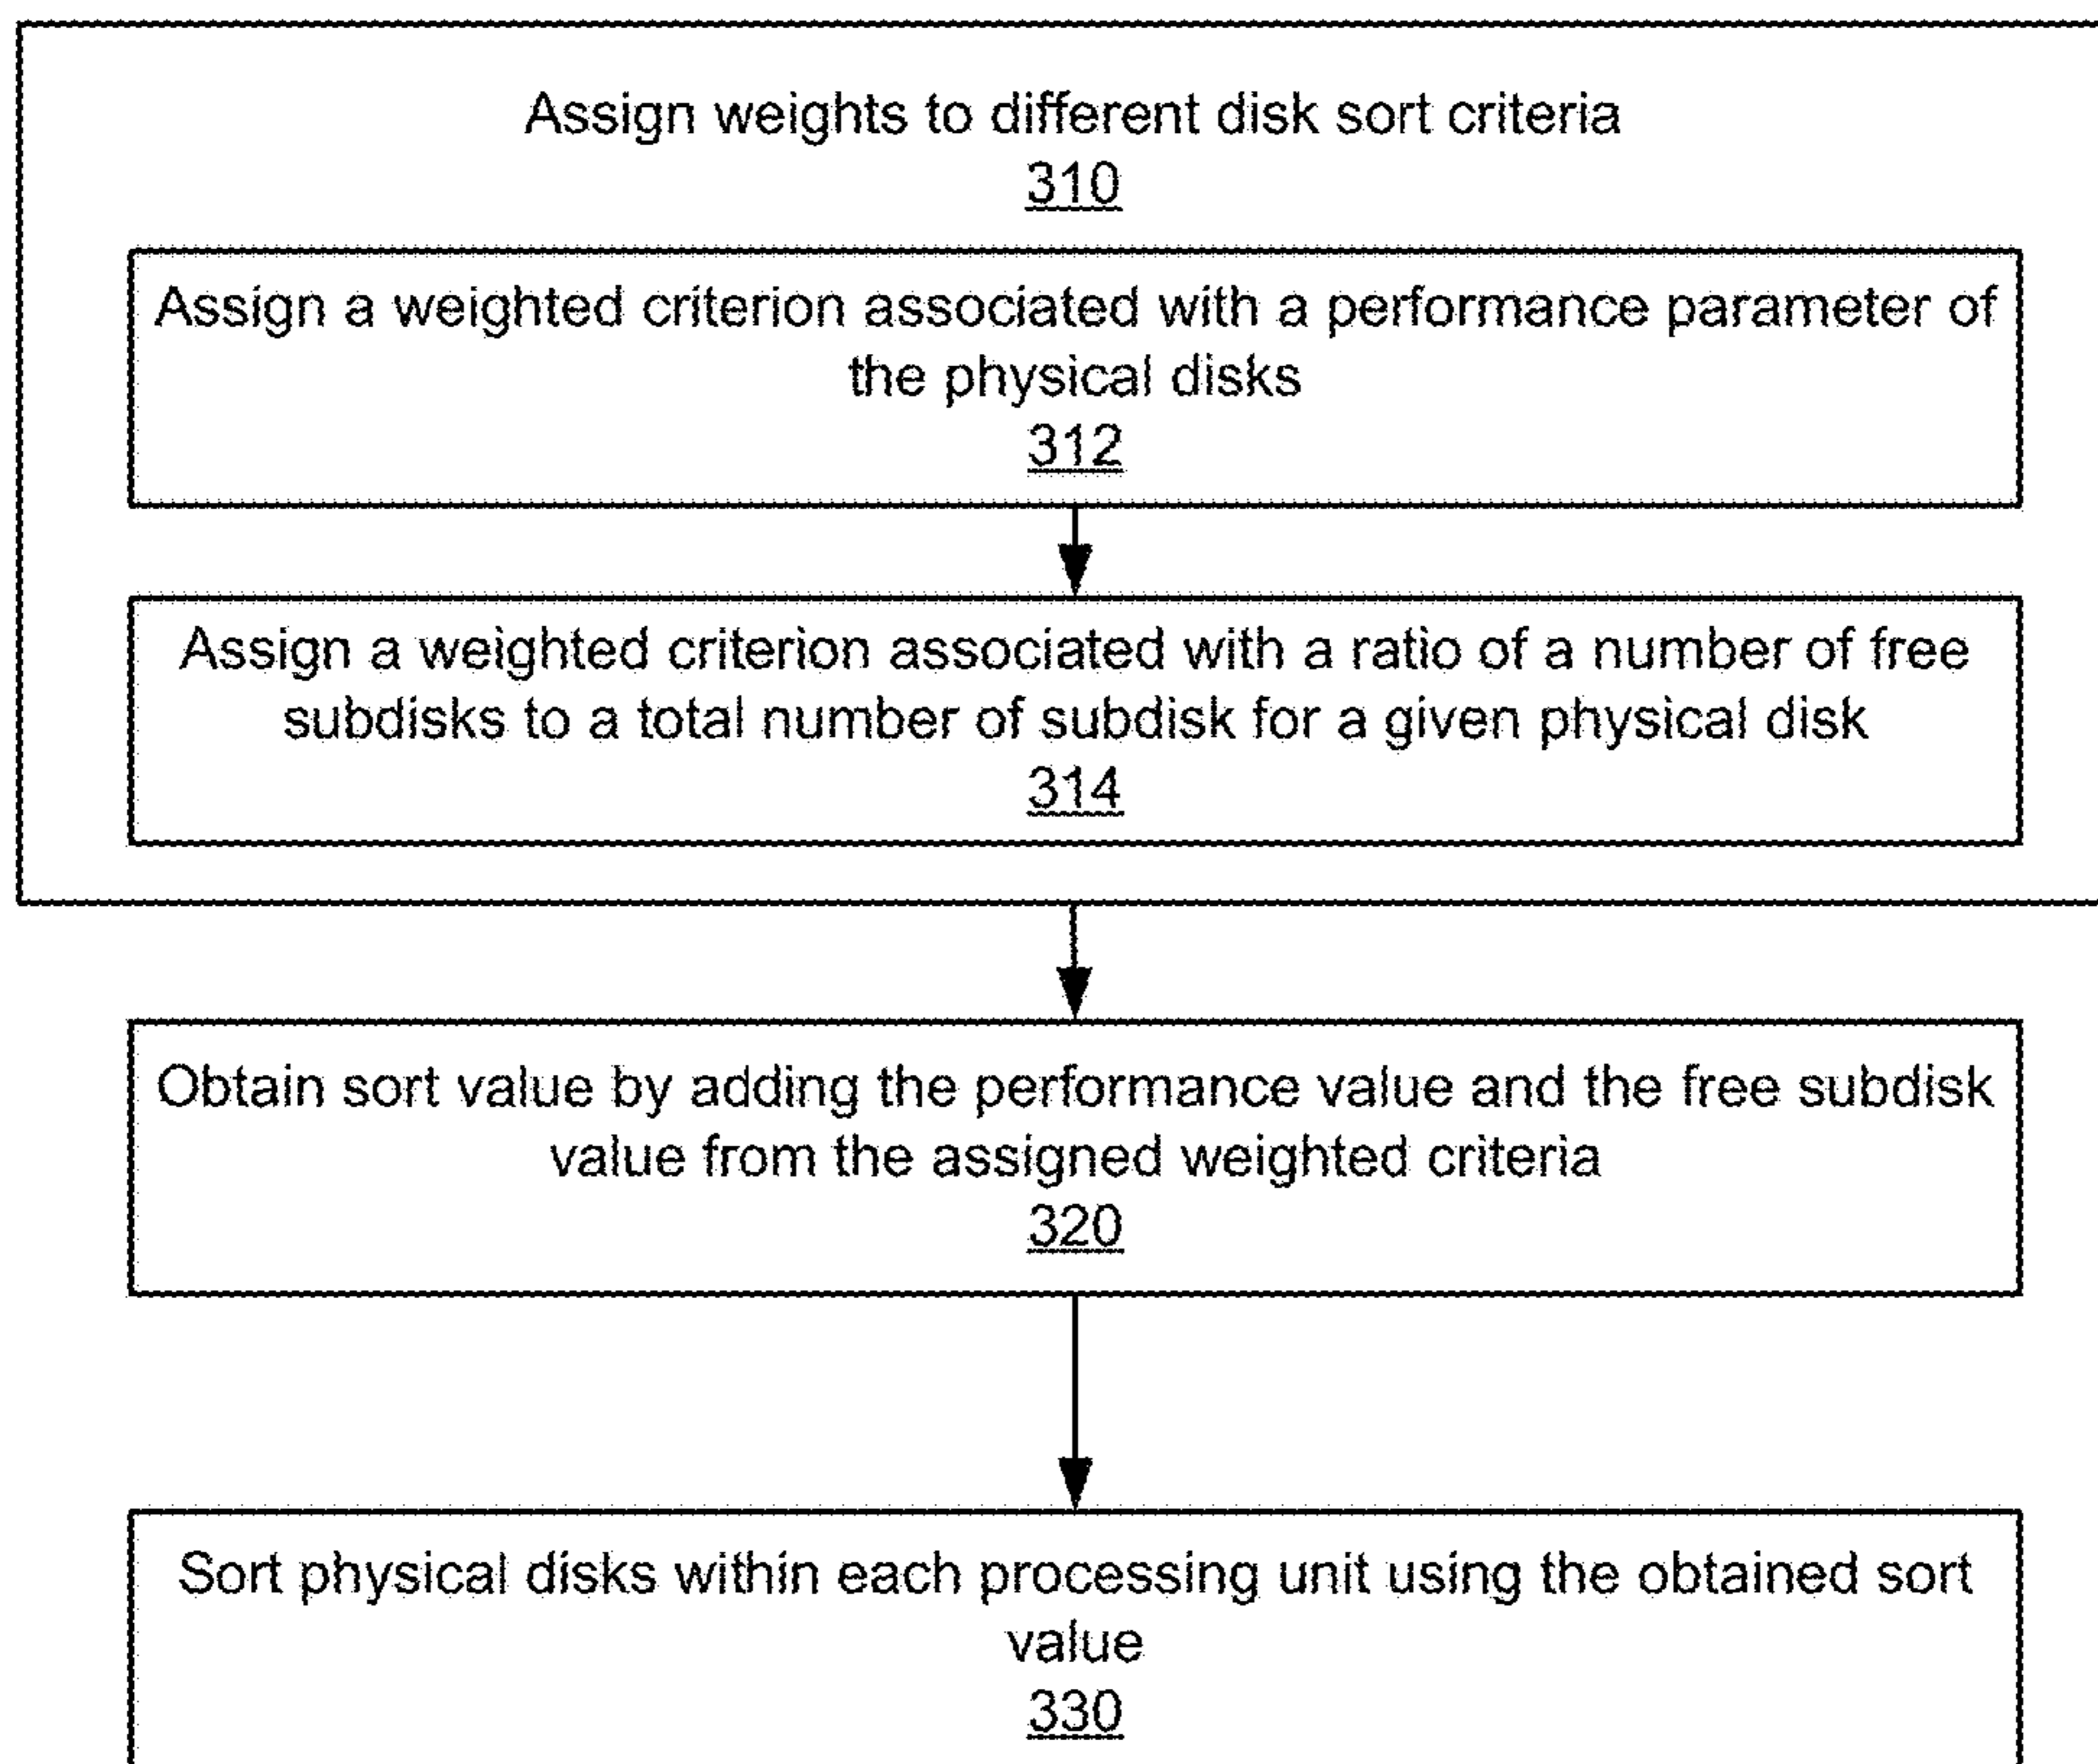 Assign weights to different disk sort criteria
310
Assign a weighted criterion associated with a performance parameter of
the physical disks
312
Assign a weighted criterion associated with a ratio of a number of free
subdisks to a total number of subdisk for a given physical disk
314
Obtain sort value by adding the performance value and the free subdisk
value from the assigned weighted criteria
320
Sort physical disks within each processing unit using the obtained sort
value
330